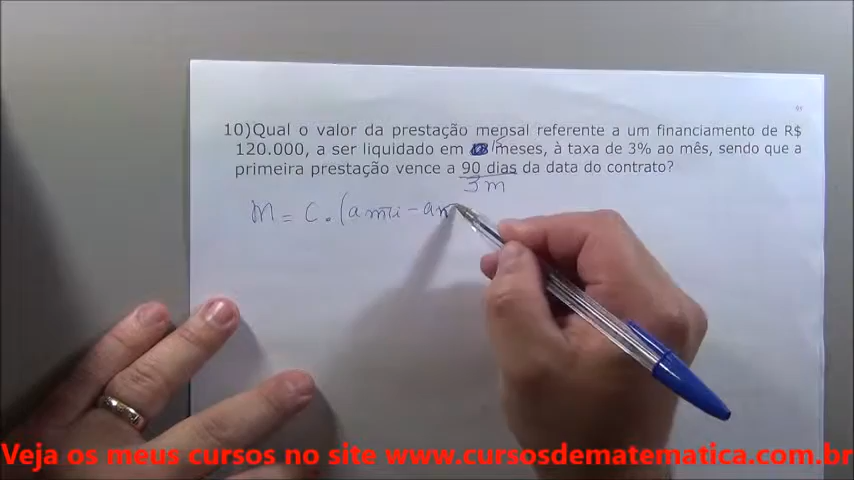 10)Qual o valor da prestação mensal referente a um financiamento de R$
120.000, a ser liquidado em 15 meses, à taxa de 3% ao mês, sendo que a
primeira prestação vence a 90 dias da data do contrato?
3m
M = C . (a m̅i - am
Veja os meus cursos no site www.cursosdematematica.com.br